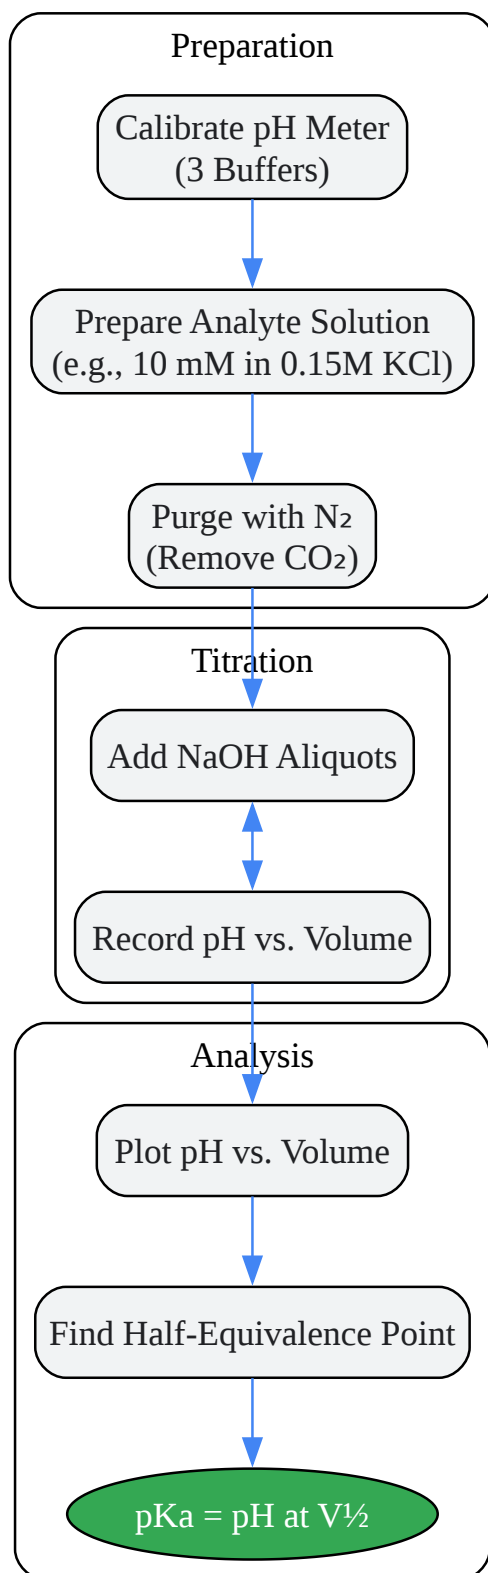 Preparation
Calibrate pH Meter
(3 Buffers)
Prepare Analyte Solution
(e.g., 10 mM in 0.15M KCl)
Purge with N₂
(Remove CO₂)
Titration
Add NaOH Aliquots
Record pH vs. Volume
Analysis
Plot pH vs. Volume
Find Half-Equivalence Point
pKa = pH at V½